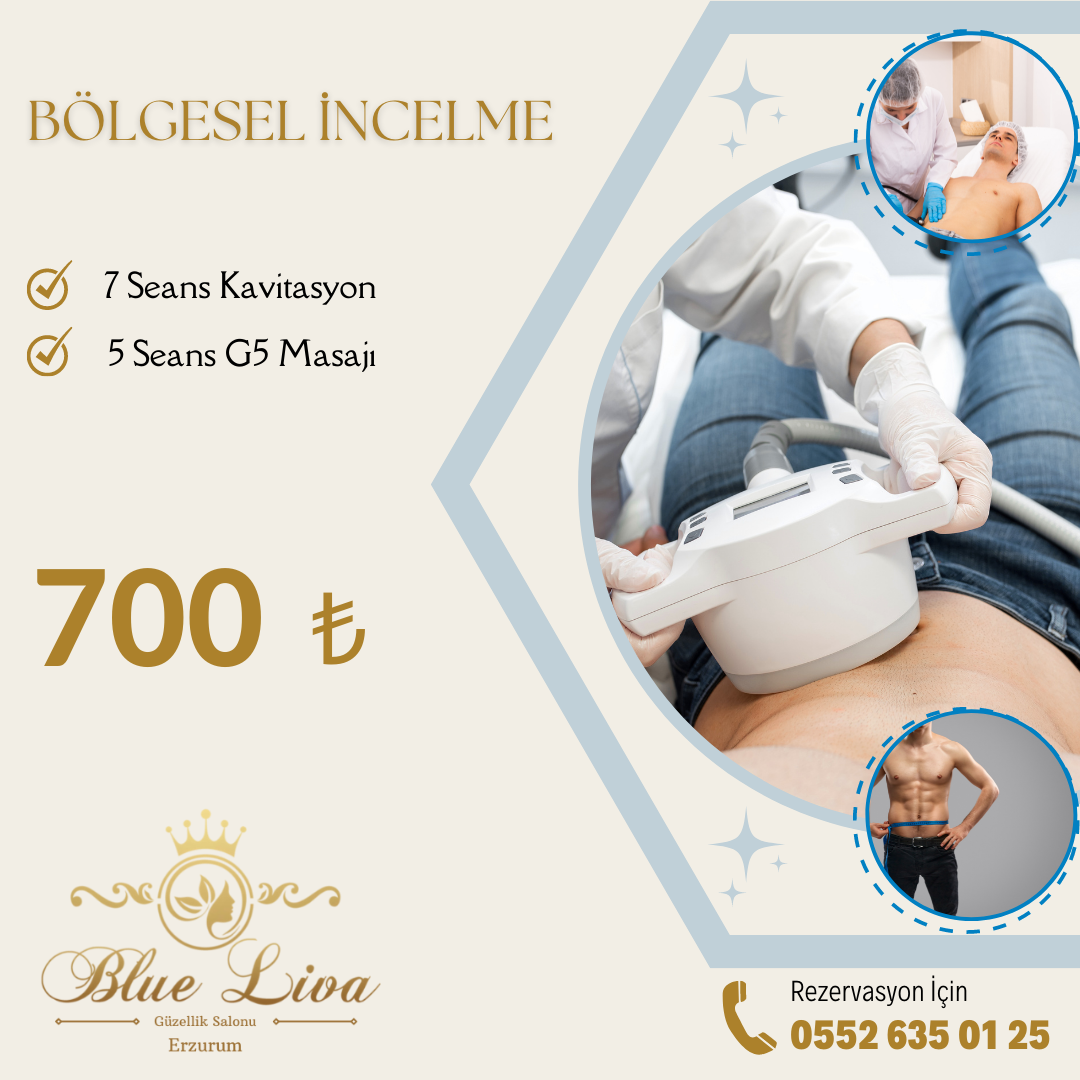 BÖLGESEL İNCELME
7 Seans Kavitasyon
5 Seans G5 Masajı
700 ₺
Blue Liva
Güzellik Salonu
Erzurum
Rezervasyon İçin
0552 635 01 25